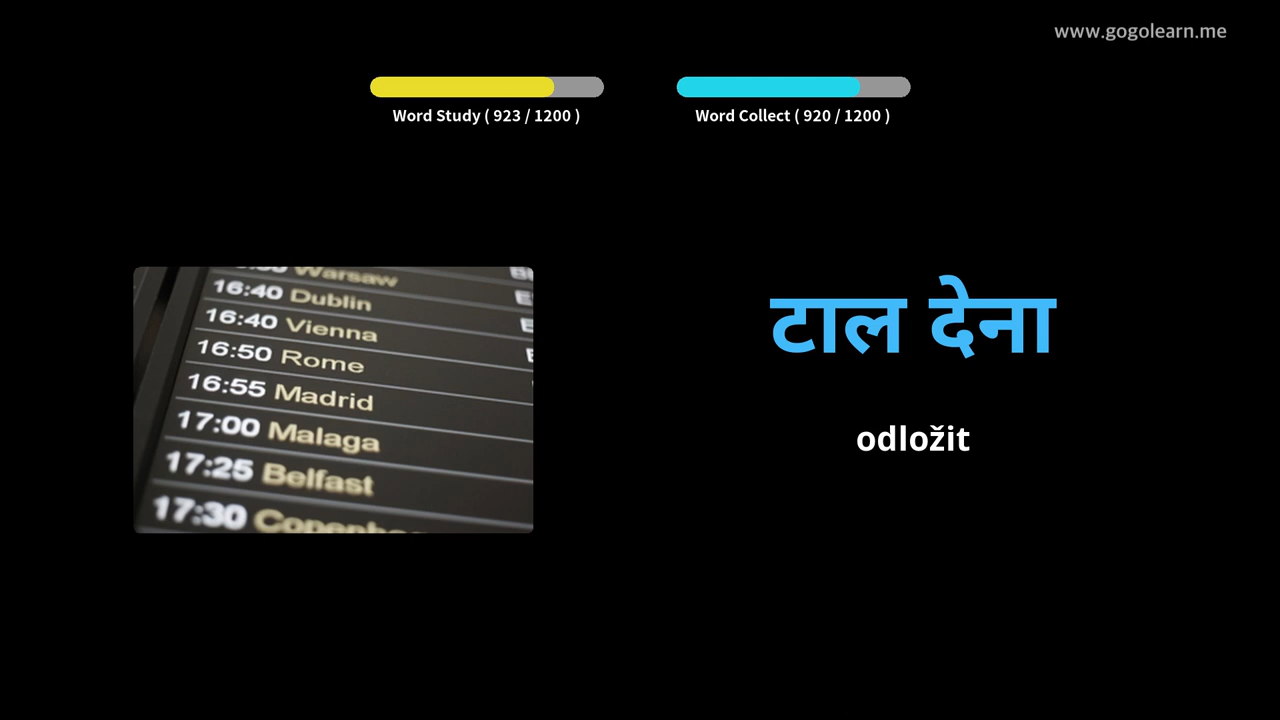 www.gogolearn.me
Word Study ( 923 / 1200 )
Word Collect ( 920 / 1200 )
Warsaw
16:40 Dublin
16:40 Vienna
16:50 Rome
16:55 Madrid
17:00 Malaga
17:25 Belfast
17:30
टाल देना
odložit